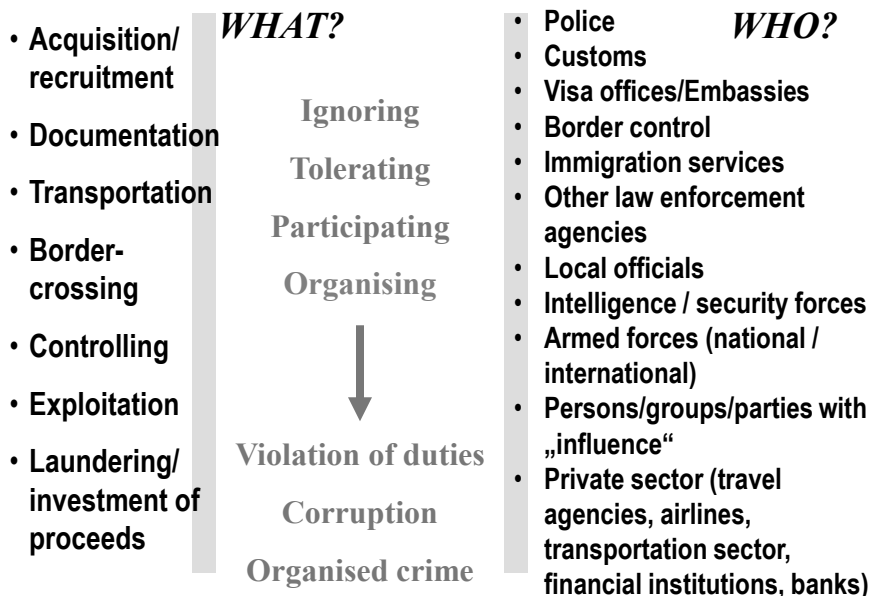 • Acquisition/
recruitment
• Documentation
• Transportation
• Border-
crossing
• Controlling
• Exploitation
• Laundering/
investment of
proceeds
WHAT?
Ignoring
Tolerating
Participating
Organising
Violation of duties
Corruption
Organised crime
WHO?
• Police
• Customs
• Visa offices/Embassies
• Border control
• Immigration services
• Other law enforcement
agencies
• Local officials
• Intelligence / security forces
• Armed forces (national /
international)
• Persons/groups/parties with
„influence“
• Private sector (travel
agencies, airlines,
transportation sector,
financial institutions, banks)